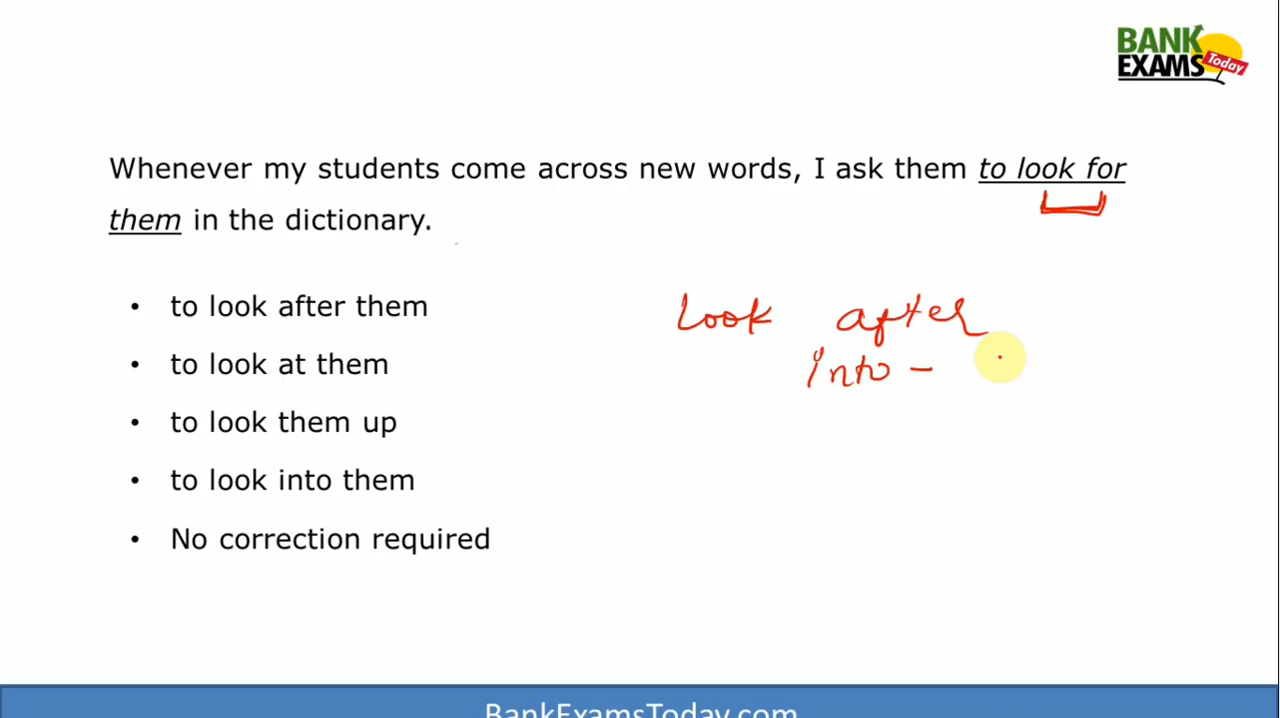 BANK
EXAMS Today
Whenever my students come across new words, I ask them to look for
them in the dictionary.
• to look after them
• to look at them
• to look them up
• to look into them
• No correction required
look after
into -
BankExamsToday.com